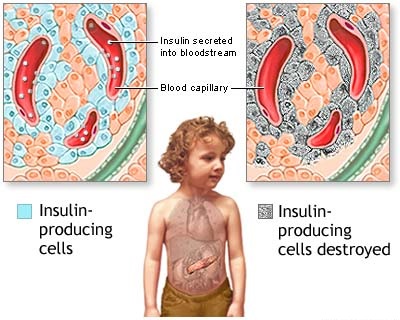 Insulin secreted
into bloodstream
Blood capillary
Insulin-
producing
cells
Insulin-
producing
cells destroyed